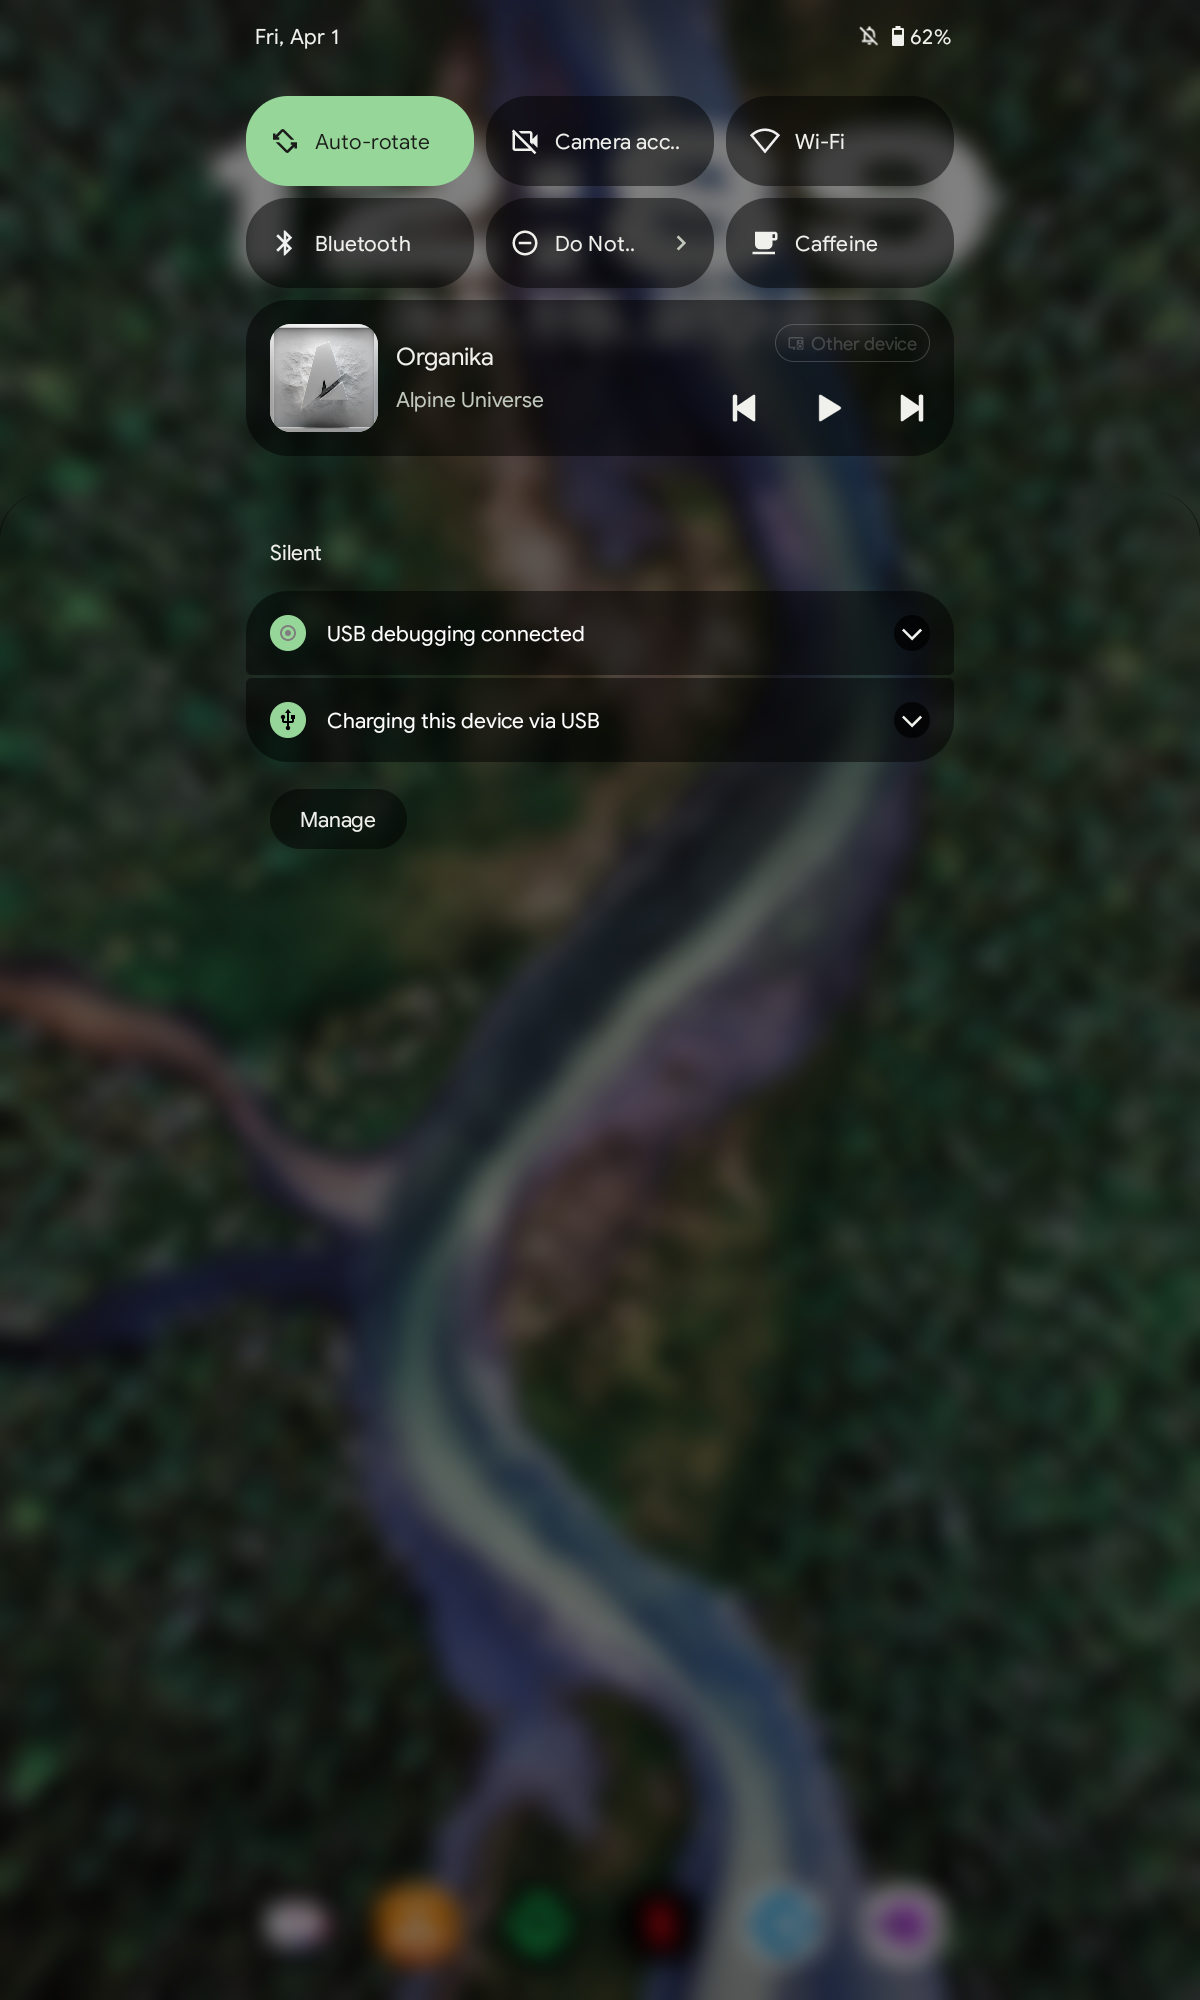 Fri, Apr 1
62%
Auto-rotate
Camera acc..
Wi-Fi
Bluetooth
Do Not..
Caffeine
Other device
Organika
Alpine Universe
Silent
USB debugging connected
Charging this device via USB
Manage